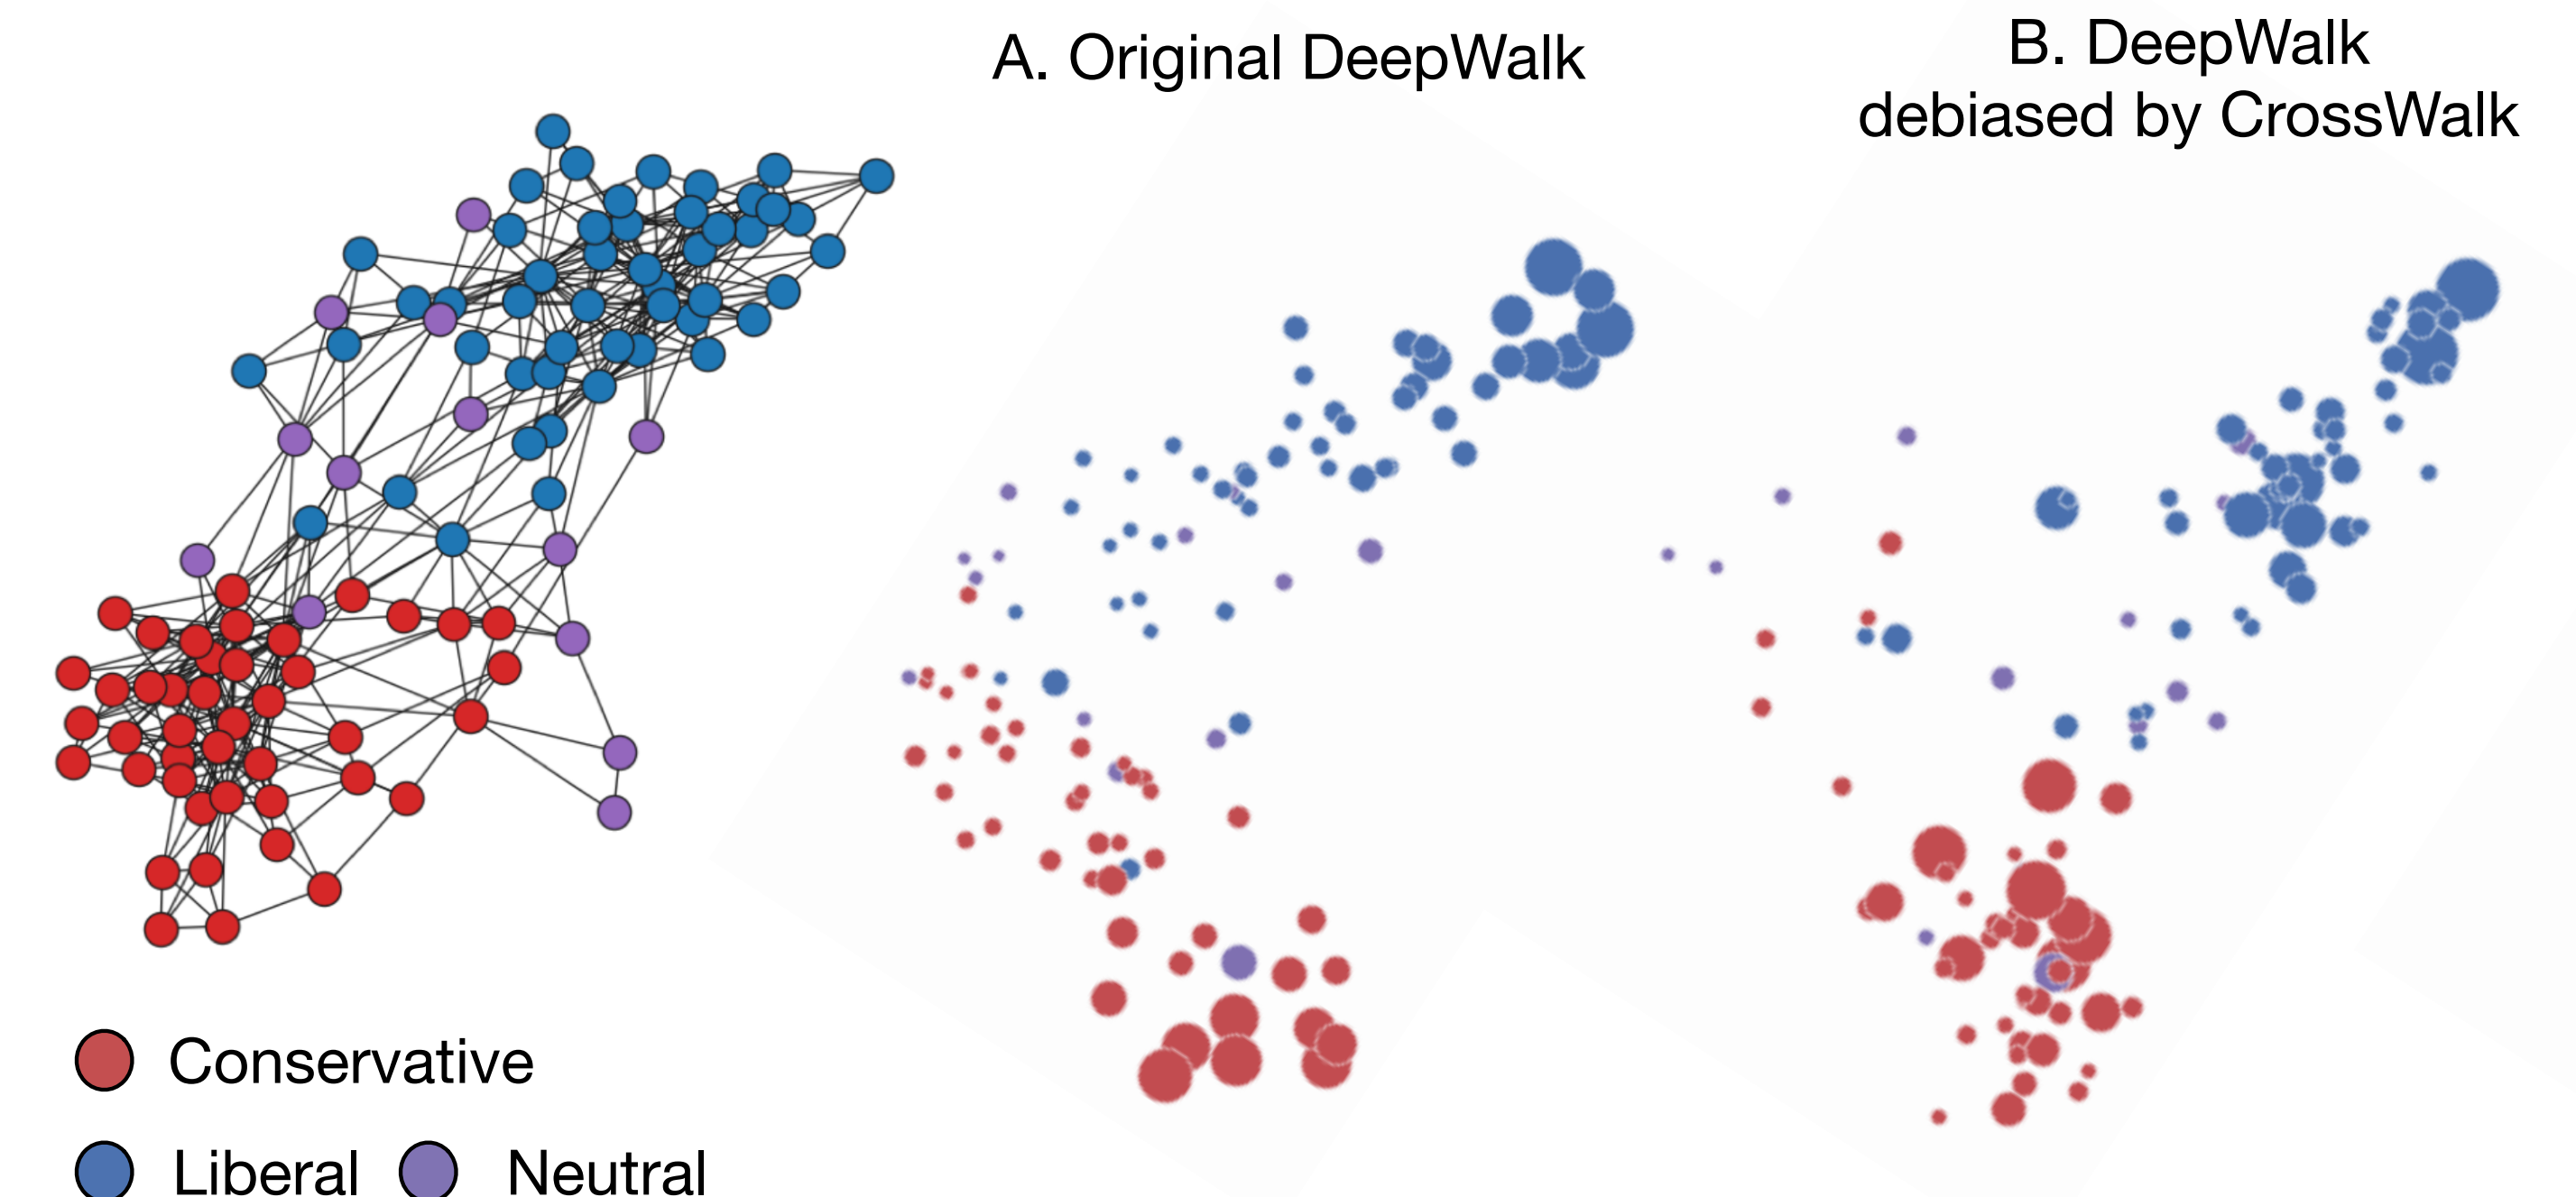 A. Original DeepWalk
B. DeepWalk
debiased by CrossWalk
Conservative
Liberal
Neutral